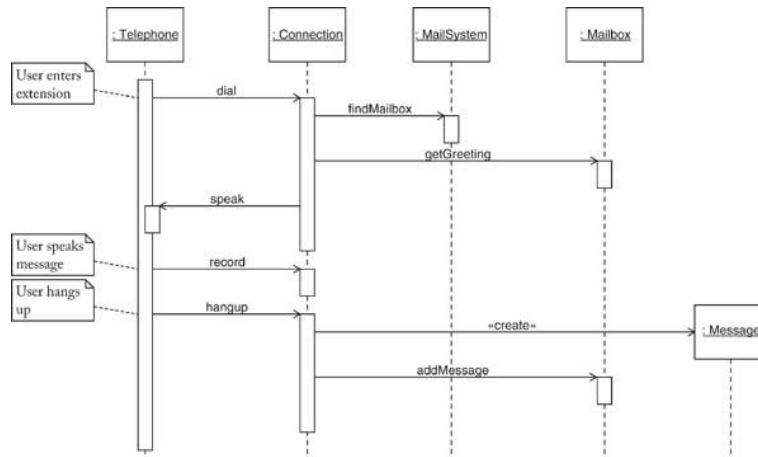 : Telephone
: Connection
: MailSystem
: Mailbox
User enters
extension
dial
findMailbox
getGreeting
speak
User speaks
message
record
User hangs
up
hangup
«create»
: Message
addMessage